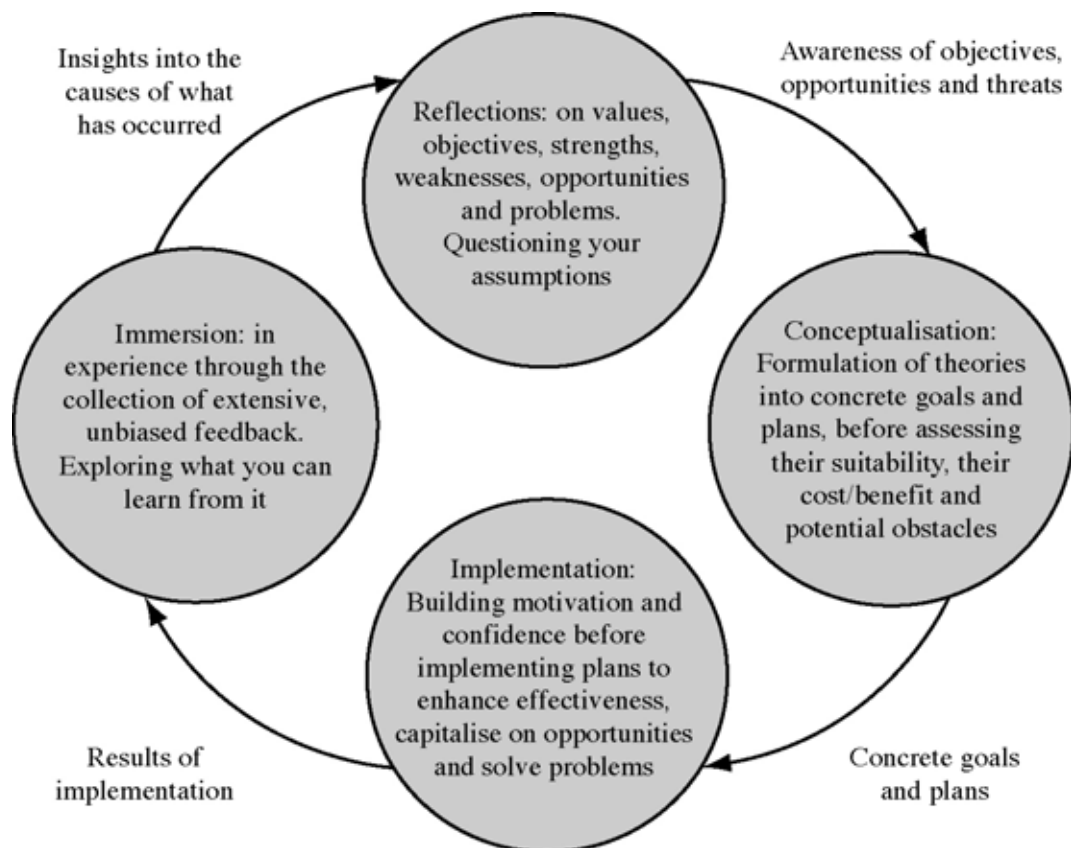 Insights into the
causes of what
has occurred
Awareness of objectives,
opportunities and threats
Reflections: on values,
objectives, strengths,
weaknesses, opportunities
and problems.
Questioning your
assumptions
Immersion: in
experience through the
collection of extensive,
unbiased feedback.
Exploring what you can
learn from it
Conceptualisation:
Formulation of theories
into concrete goals and
plans, before assessing
their suitability, their
cost/benefit and
potential obstacles
Implementation:
Building motivation and
confidence before
implementing plans to
enhance effectiveness,
capitalise on opportunities
and solve problems
Results of
implementation
Concrete goals
and plans